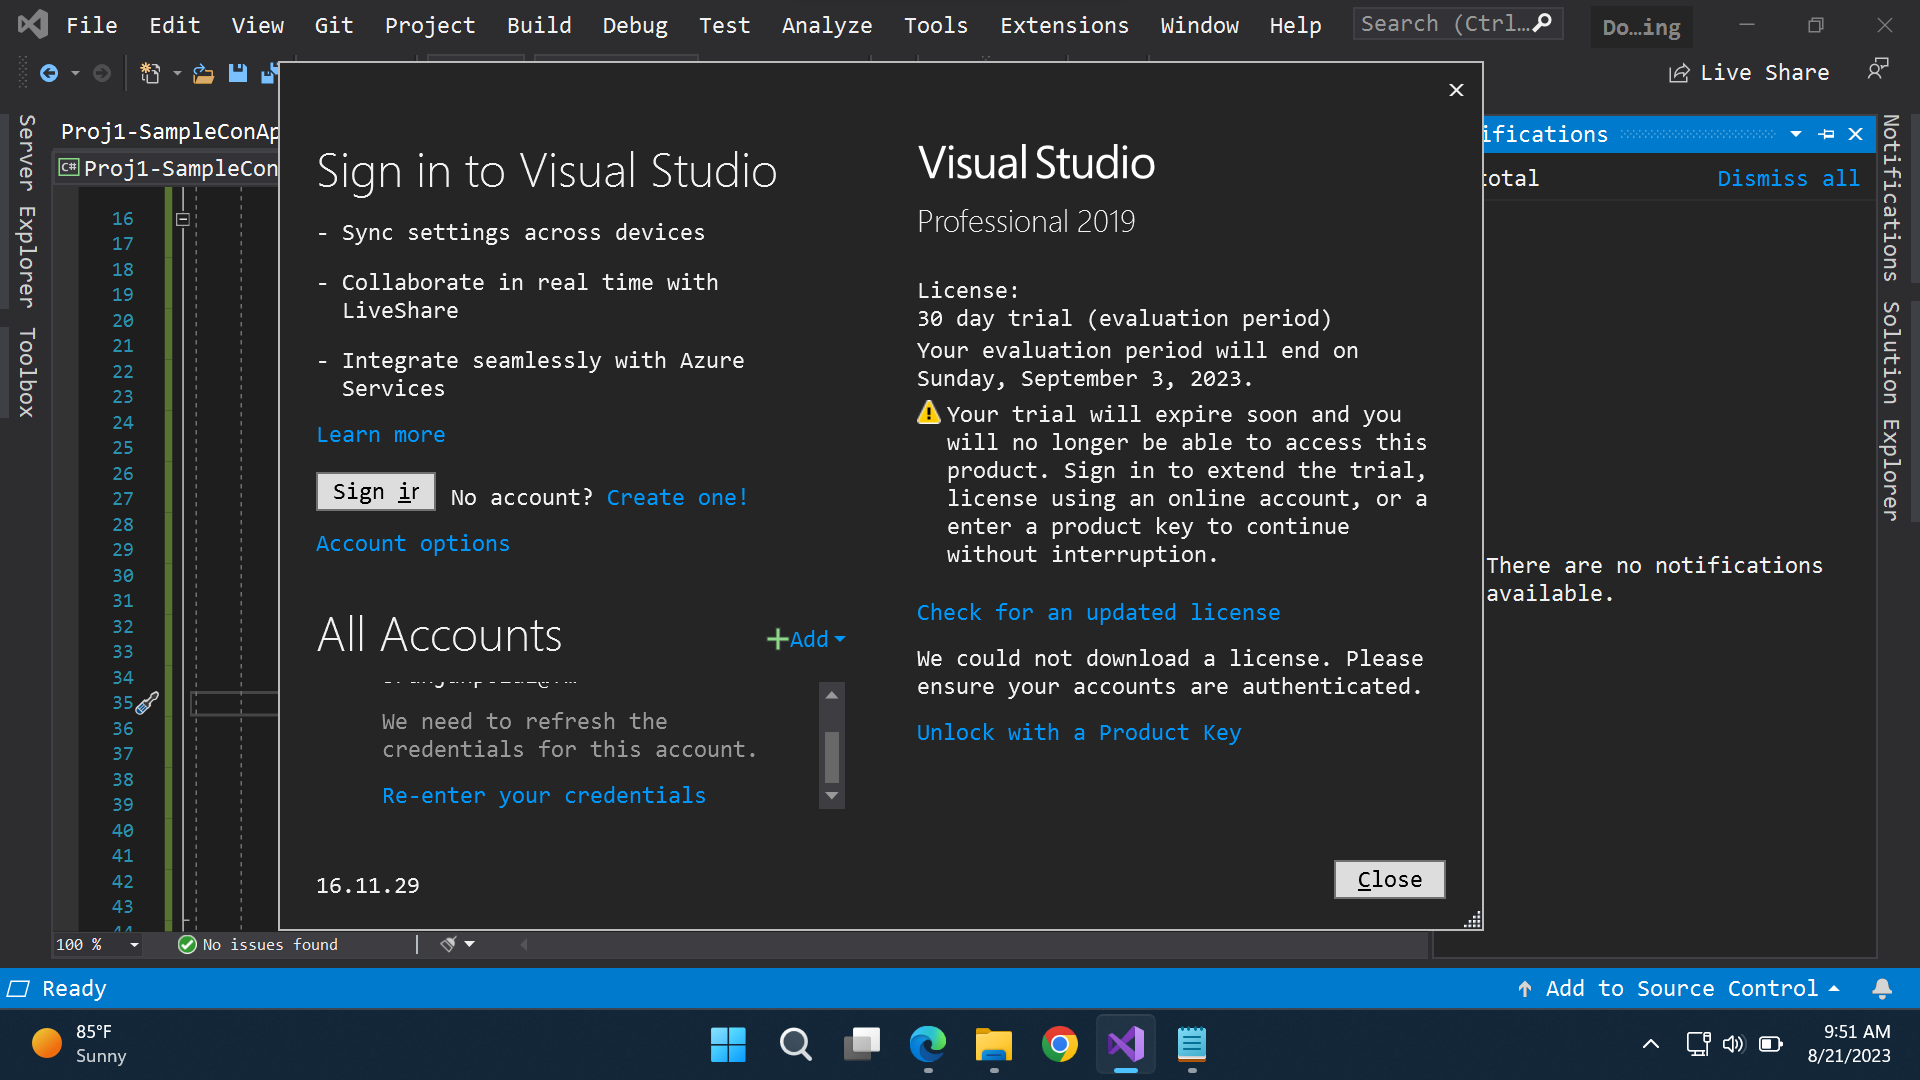 File Edit View Git Project Build Debug Test Analyze Tools Extensions Window Help Search (Ctrl... Do...ing
Live Share
Server Explorer
Toolbox
Proj1-SampleConAp
C# Proj1-SampleCon
16
17
18
19
20
21
22
23
24
25
26
27
28
29
30
31
32
33
34
35
36
37
38
39
40
41
42
43
44
Sign in to Visual Studio
- Sync settings across devices
- Collaborate in real time with
LiveShare
- Integrate seamlessly with Azure
Services
Learn more
Sign ir No account? Create one!
Account options
All Accounts
Add
We need to refresh the
credentials for this account.
Re-enter your credentials
16.11.29
Visual Studio
Professional 2019
License:
30 day trial (evaluation period)
Your evaluation period will end on
Sunday, September 3, 2023.
Your trial will expire soon and you
will no longer be able to access this
product. Sign in to extend the trial,
license using an online account, or a
enter a product key to continue
without interruption.
Check for an updated license
We could not download a license. Please
ensure your accounts are authenticated.
Unlock with a Product Key
Close
ifications
total Dismiss all
There are no notifications
available.
Notifications
Solution Explorer
100 % No issues found
Ready Add to Source Control
85°F
Sunny
9:51 AM
8/21/2023